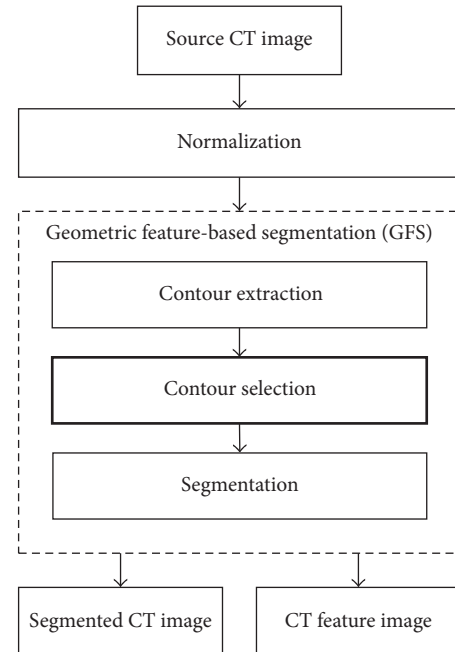 Source CT image
Normalization
Geometric feature-based segmentation (GFS)
Contour extraction
Contour selection
Segmentation
Segmented CT image
CT feature image